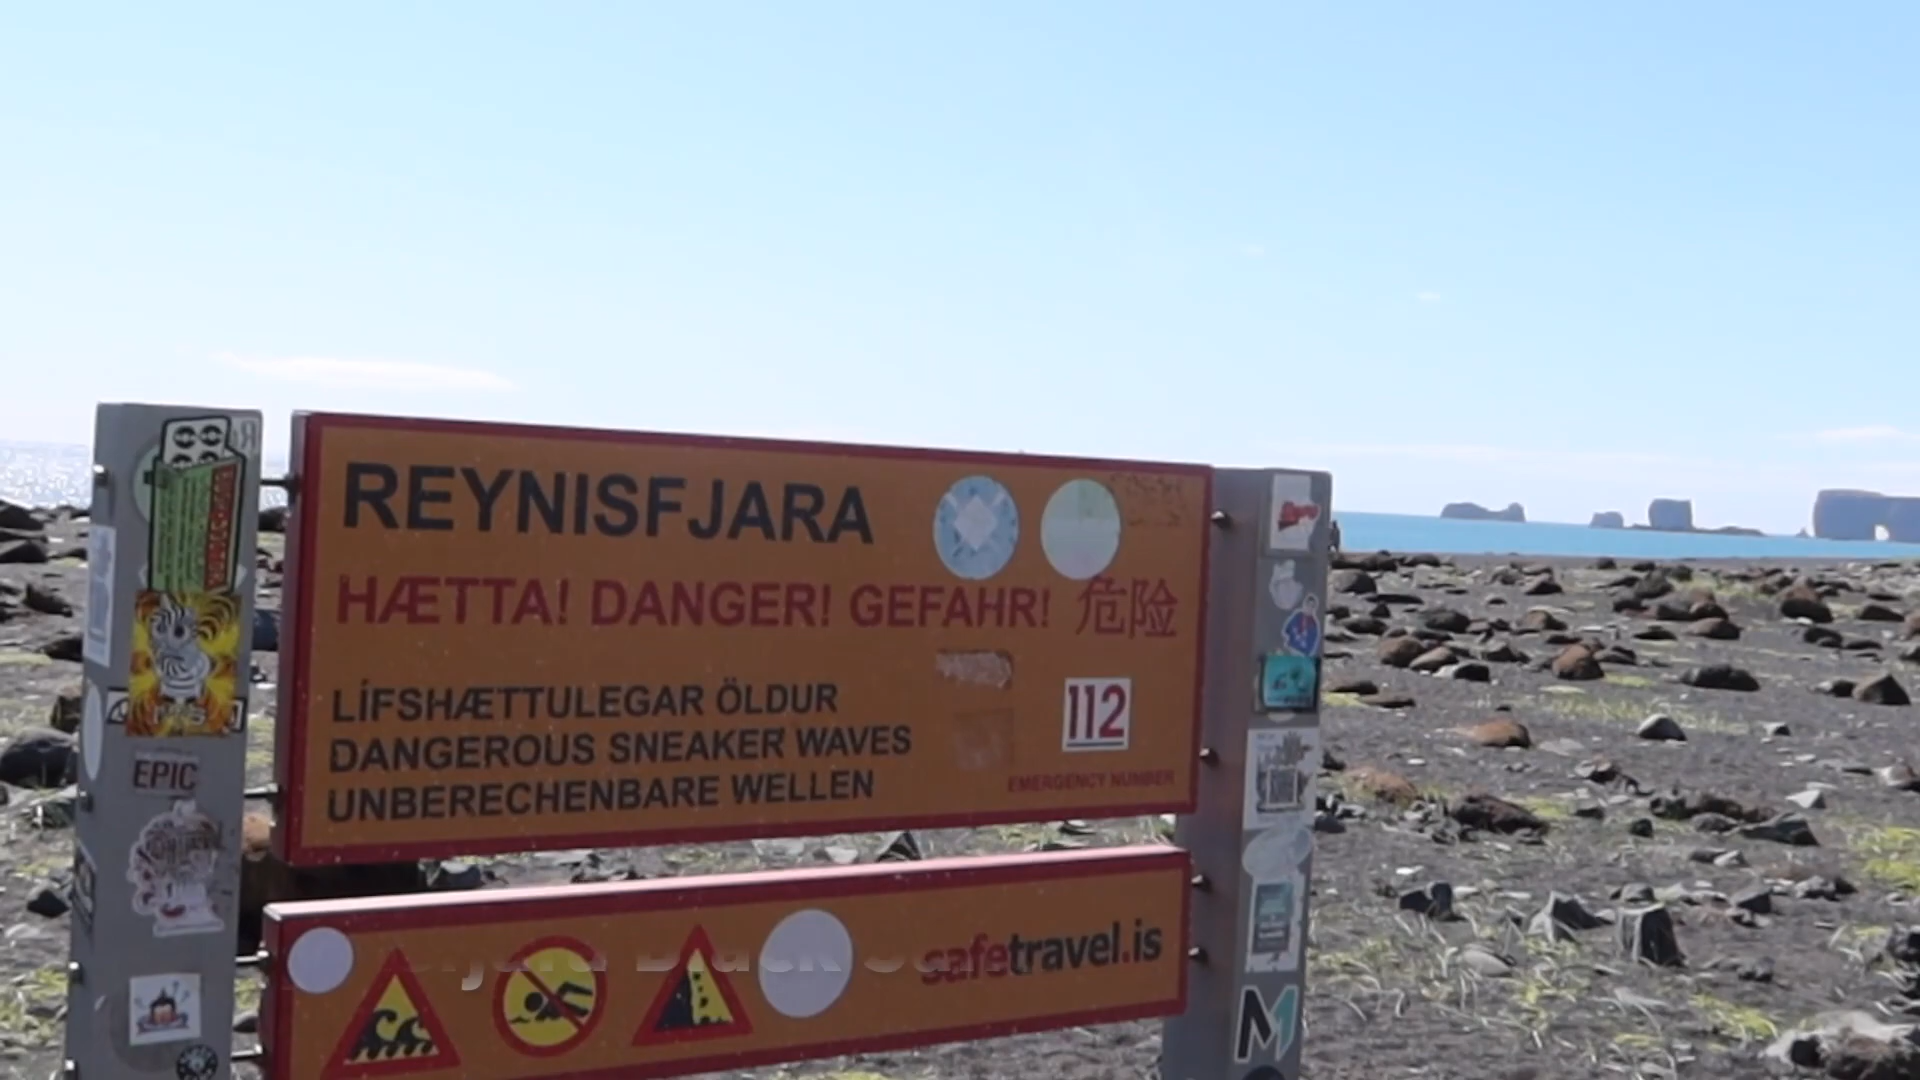 REYNISFJARA
HÆTTA! DANGER! GEFAHR! 危险
LÍFSHÆTTULEGAR ÖLDUR
DANGEROUS SNEAKER WAVES
UNBERECHENBARE WELLEN
112
EMERGENCY NUMBER
safetravel.is
EPIC
M